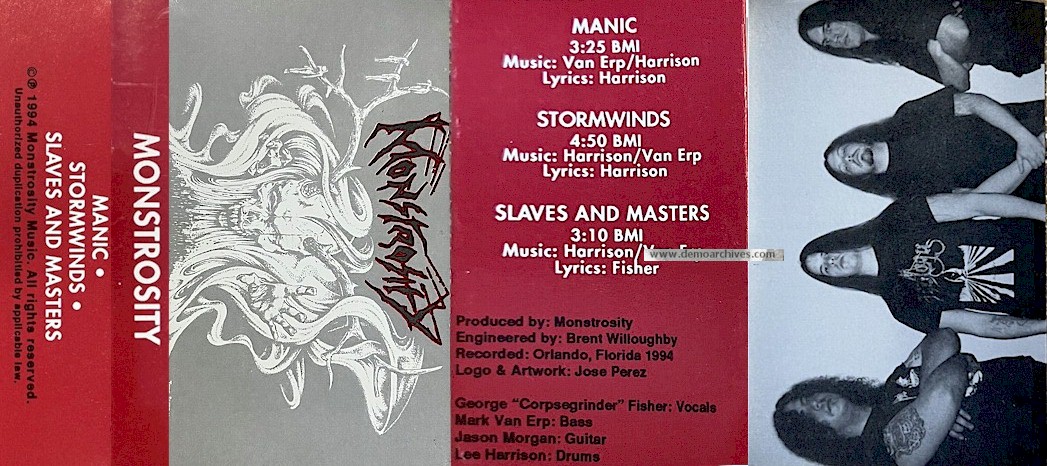 © ℗ 1994 Monstrosity Music. All rights reserved.
Unauthorized duplication prohibited by applicable law.
MANIC •
STORMWINDS •
SLAVES AND MASTERS
MONSTROSITY
MONSTROSITY
MANIC
3:25 BMI
Music: Van Erp/Harrison
Lyrics: Harrison
STORMWINDS
4:50 BMI
Music: Harrison/Van Erp
Lyrics: Harrison
SLAVES AND MASTERS
3:10 BMI
Music: Harrison/Van Erp
www.demoarchives.com
Lyrics: Fisher
Produced by: Monstrosity
Engineered by: Brent Willoughby
Recorded: Orlando, Florida 1994
Logo & Artwork: Jose Perez
George "Corpsegrinder" Fisher: Vocals
Mark Van Erp: Bass
Jason Morgan: Guitar
Lee Harrison: Drums